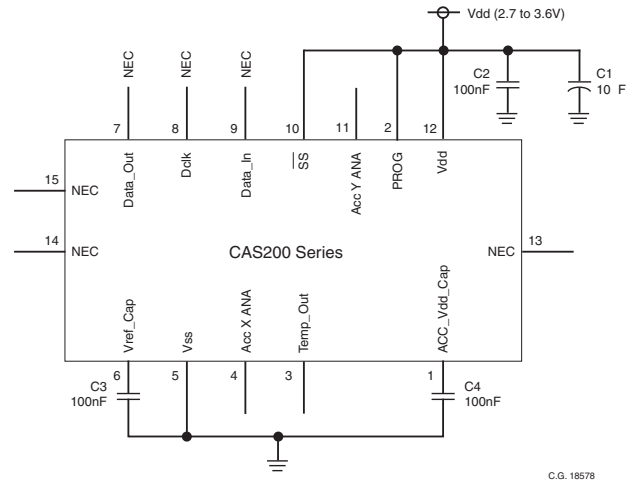 Vdd (2.7 to 3.6V)
NEC
NEC
NEC
C2
100nF
C1
10 F
7
8
9
10
11
2
12
Data_Out
Dclk
Data_In
SS
Acc Y ANA
PROG
Vdd
15
NEC
14
NEC
CAS200 Series
NEC
13
Vref_Cap
Vss
Acc X ANA
Temp_Out
ACC_Vdd_Cap
6
5
4
3
1
C3
100nF
C4
100nF
C.G. 18578